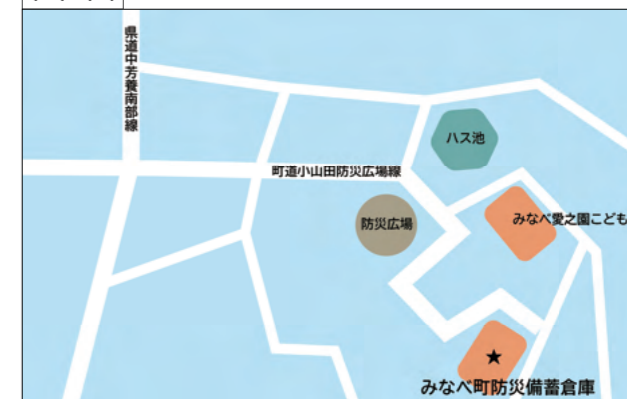 県道中芳養南部線
ハス池
町道小山田防災広場線
防災広場
みなべ愛之園こども
みなべ町防災備蓄倉庫